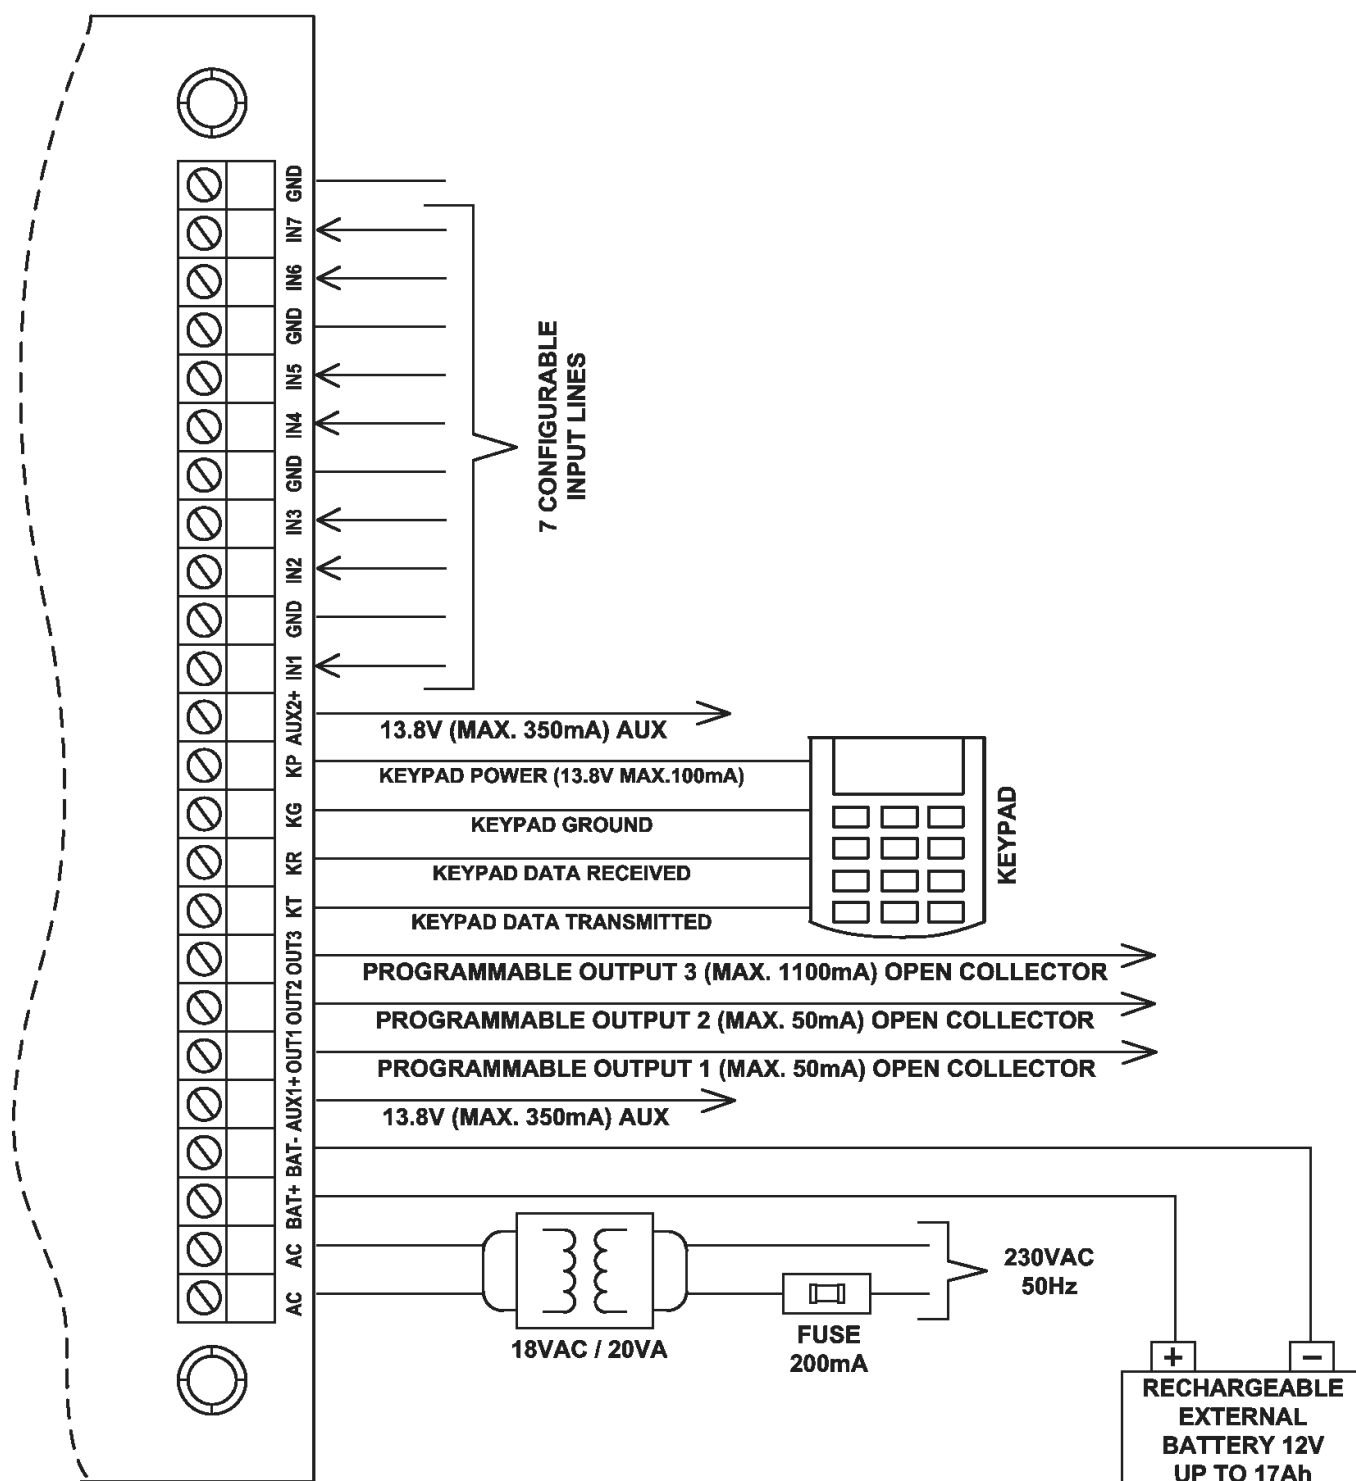 GND
IN7
IN6
GND
IN5
IN4
GND
IN3
IN2
GND
IN1
AUX2+
KP
KG
KR
KT
OUT3
OUT2
OUT1
AUX1+
BAT-
BAT+
AC
AC
7 CONFIGURABLE
INPUT LINES
13.8V (MAX. 350mA) AUX
KEYPAD POWER (13.8V MAX.100mA)
KEYPAD GROUND
KEYPAD DATA RECEIVED
KEYPAD DATA TRANSMITTED
KEYPAD
PROGRAMMABLE OUTPUT 3 (MAX. 1100mA) OPEN COLLECTOR
PROGRAMMABLE OUTPUT 2 (MAX. 50mA) OPEN COLLECTOR
PROGRAMMABLE OUTPUT 1 (MAX. 50mA) OPEN COLLECTOR
13.8V (MAX. 350mA) AUX
230VAC
50Hz
18VAC / 20VA
FUSE
200mA
+
−
RECHARGEABLE
EXTERNAL
BATTERY 12V
UP TO 17Ah